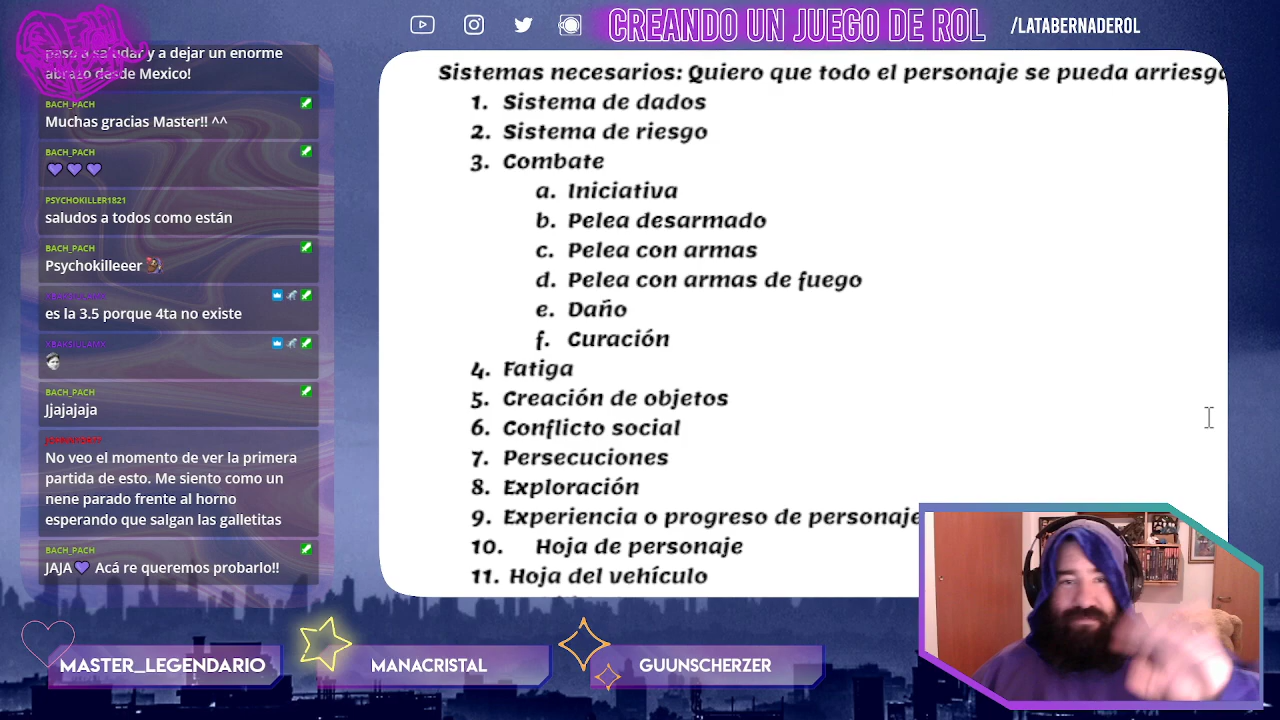 CREANDO UN JUEGO DE ROL
/LATABERNADEROL
paso a saludar y a dejar un enorme
abrazo desde Mexico!
BACH_PACH
Muchas gracias Master!! ^^
BACH_PACH
💜 💜 💜
PSYCHOKILLER1821
saludos a todos como están
BACH_PACH
Psychokilleeer
es la 3.5 porque 4ta no existe
BACH_PACH
Jjajajaja
No veo el momento de ver la primera
partida de esto. Me siento como un
nene parado frente al horno
esperando que salgan las galletitas
BACH_PACH
JAJA💜 Acá re queremos probarlo!!
Sistemas necesarios: Quiero que todo el personaje se pueda
1. Sistema de dados
2. Sistema de riesgo
3. Combate
a. Iniciativa
b. Pelea desarmado
c. Pelea con armas
d. Pelea con armas de fuego
e. Daño
f. Curación
4. Fatiga
5. Creación de objetos
6. Conflicto social
7. Persecuciones
8. Exploración
9. Experiencia o progreso de personaje
10. Hoja de personaje
11. Hoja del vehículo
MASTER_LEGENDARIO
MANACRISTAL
GUUNSCHERZER